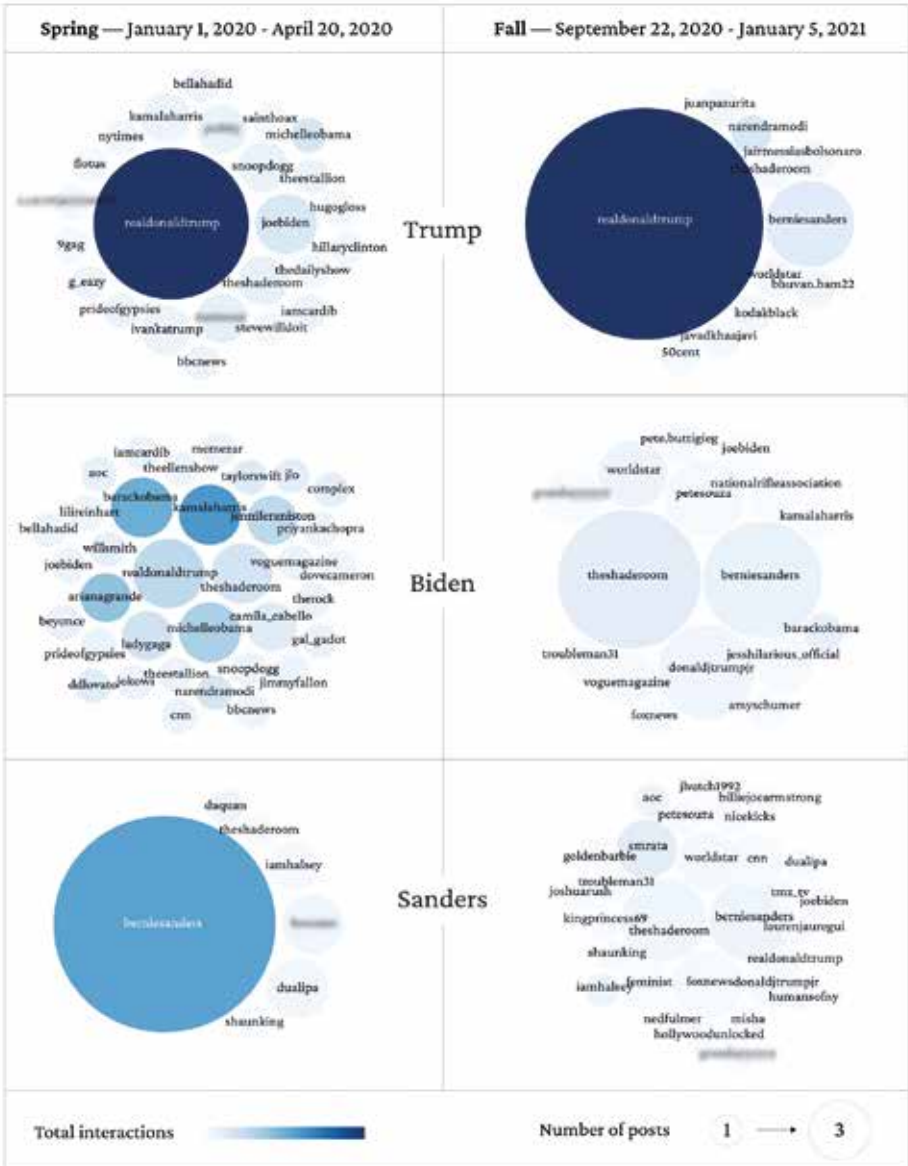 Spring — January 1, 2020 - April 20, 2020
Fall — September 22, 2020 - January 5, 2021
bellahadid
kamalaharris
sainthoax
michelleobama
nytimes
flotus
snoopdogg
theestallion
realdonaldtrump
joebiden
hugogloss
9gag
hillaryclinton
thedailyshow
g_eazy
theshaderoom
prideofgypsies
iamcardib
ivankatrump
stevewilldoit
bbcnews
Trump
juanpazurita
narendramodi
jairmessiasbolsonaro
theshaderoom
realdonaldtrump
berniesanders
worldstar
bhuvan.bam22
kodakblack
javadkhaajavi
50cent
iamcardib
memezar
aoc
theellenshow
taylorswift
jlo
complex
barackobama
kamalaharris
lilireinhart
jenniferaniston
priyankachopra
bellahadid
willsmith
voguemagazine
joebiden
realdonaldtrump
dovecameron
theshaderoom
arianagrande
therock
beyonce
camila_cabello
michelleobama
gal_gadot
ladygaga
prideofgypsies
theestallion
snoopdogg
ddlovato
jokowi
narendramodi
jimmyfallon
cnn
bbcnews
Biden
pete.buttigieg
joebiden
worldstar
nationalrifleassociation
petesouza
kamalaharris
theshaderoom
berniesanders
barackobama
troubleman31
jesshilarious_official
donaldjtrumpjr
voguemagazine
amyschumer
foxnews
daquan
theshaderoom
iamhalsey
berniesanders
dualipa
shaunking
Sanders
jhutch1992
aoc
billiejoearmstrong
petesouza
nicekicks
emrata
goldenbarbie
worldstar
cnn
dualipa
troubleman31
joshuarush
tmz_tv
joebiden
kingprincess69
berniesanders
laurenjauregui
theshaderoom
shaunking
realdonaldtrump
iamhalsey
feminist
foxnews
donaldjtrumpjr
humansofny
nedfulmer
misha
hollywoodunlocked
Total interactions
Number of posts
1
3